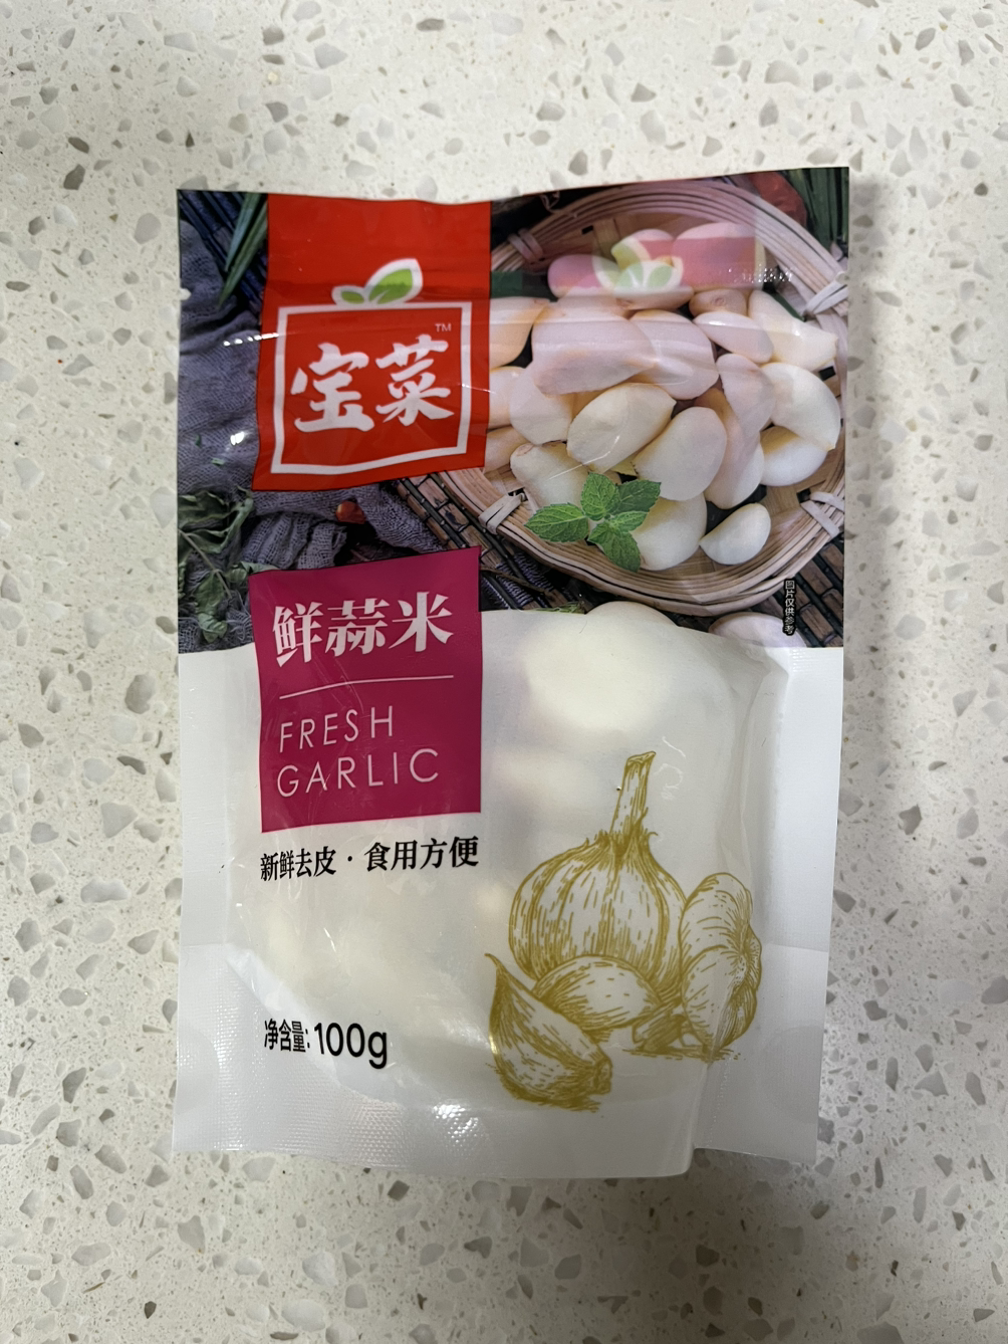 宝菜
TM
图片仅供参考
鲜蒜米
FRESH
GARLIC
新鲜去皮·食用方便
净含量:100g